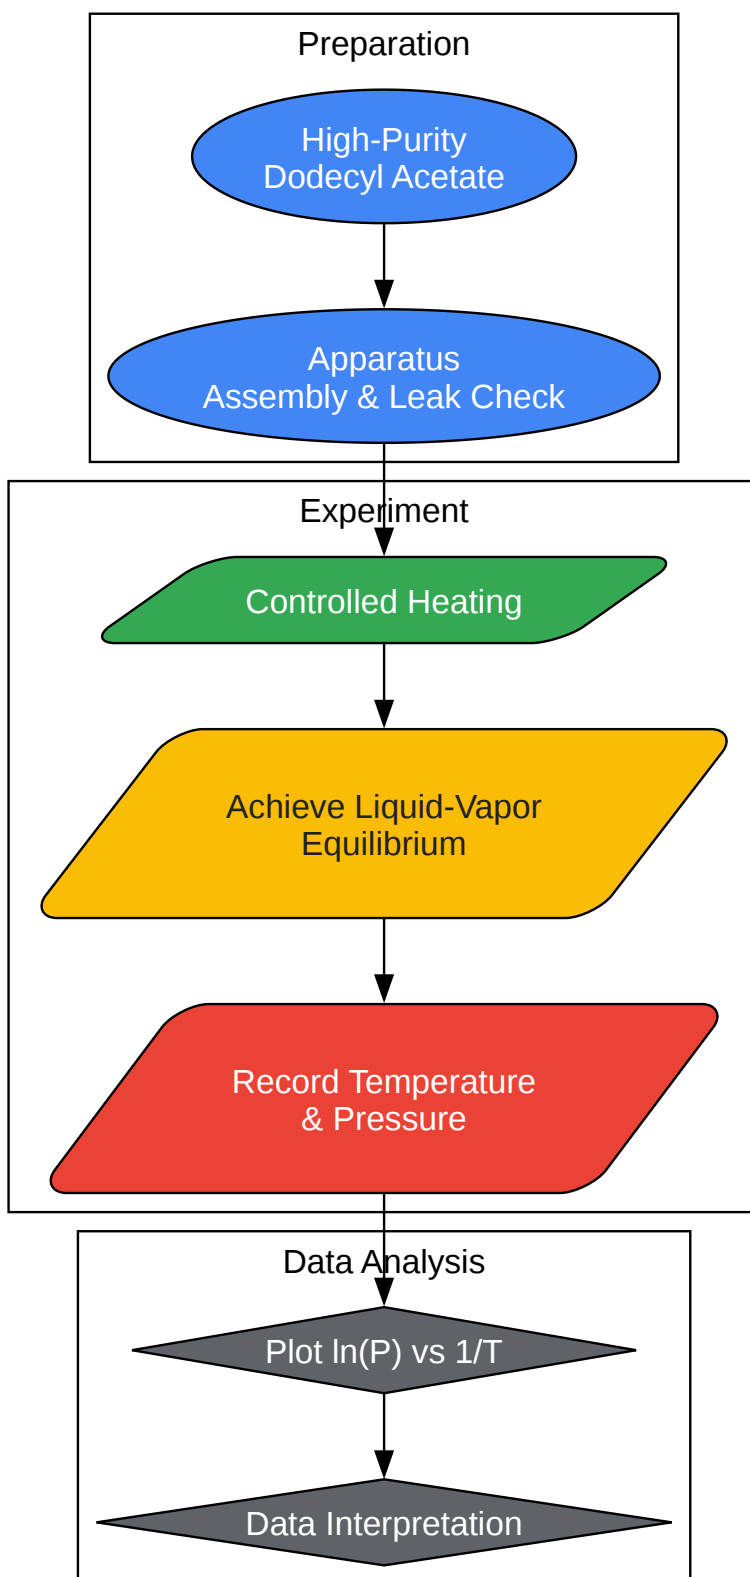 Preparation
High-Purity
Dodecyl Acetate
Apparatus
Assembly & Leak Check
Experiment
Controlled Heating
Achieve Liquid-Vapor
Equilibrium
Record Temperature
& Pressure
Data Analysis
Plot ln(P) vs 1/T
Data Interpretation